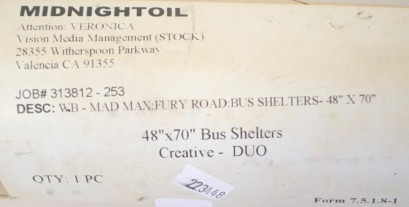 MIDNIGHTOIL
Attention: VERONICA
Vision Media Management (STOCK)
28355 Witherspoon Parkway
Valencia CA 91355
JOB# 313812 - 253
DESC: WB - MAD MAX:FURY ROAD:BUS SHELTERS- 48" X 70"
48"x70" Bus Shelters
Creative - DUO
QTY: 1 PC
223448
Form 7.5.1.8-1